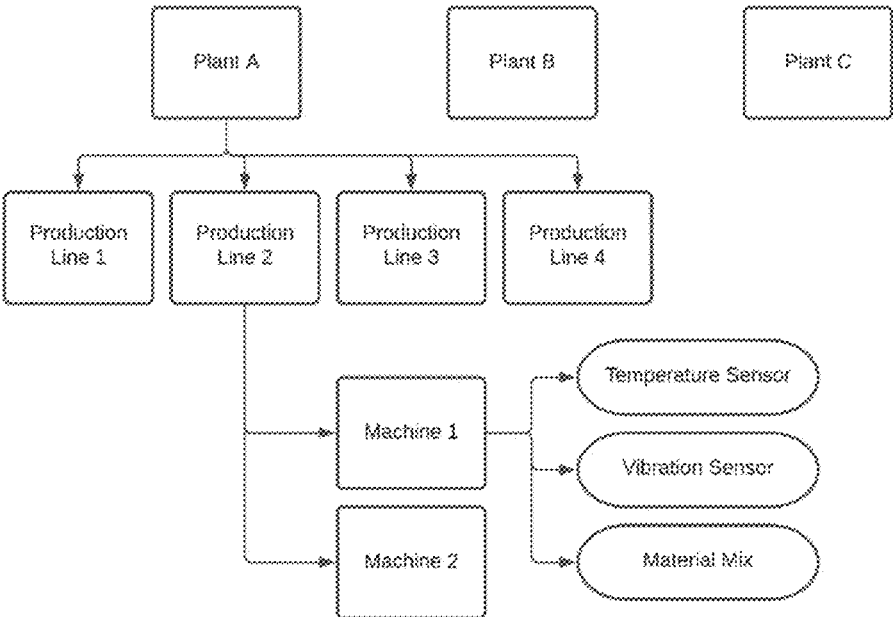 Plant A
Plant B
Plant C
Production
Line 1
Production
Line 2
Production
Line 3
Production
Line 4
Temperature Sensor
Machine 1
Vibration Sensor
Machine 2
Material Mix